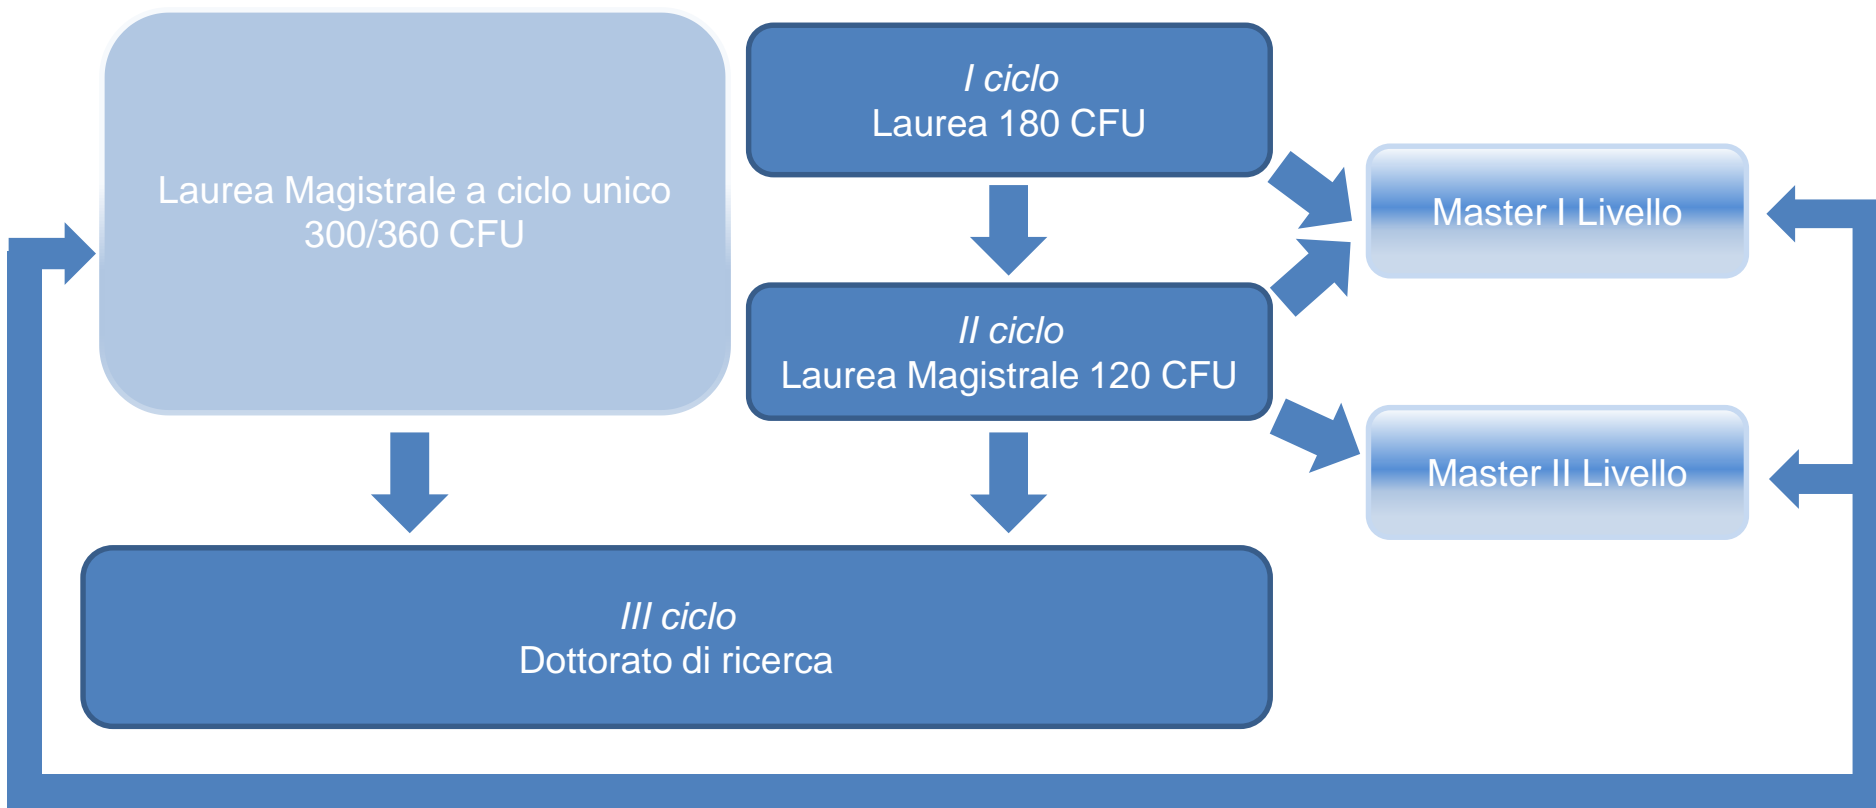 Laurea Magistrale a ciclo unico
300/360 CFU
I ciclo
Laurea 180 CFU
Master I Livello
II ciclo
Laurea Magistrale 120 CFU
Master II Livello
III ciclo
Dottorato di ricerca